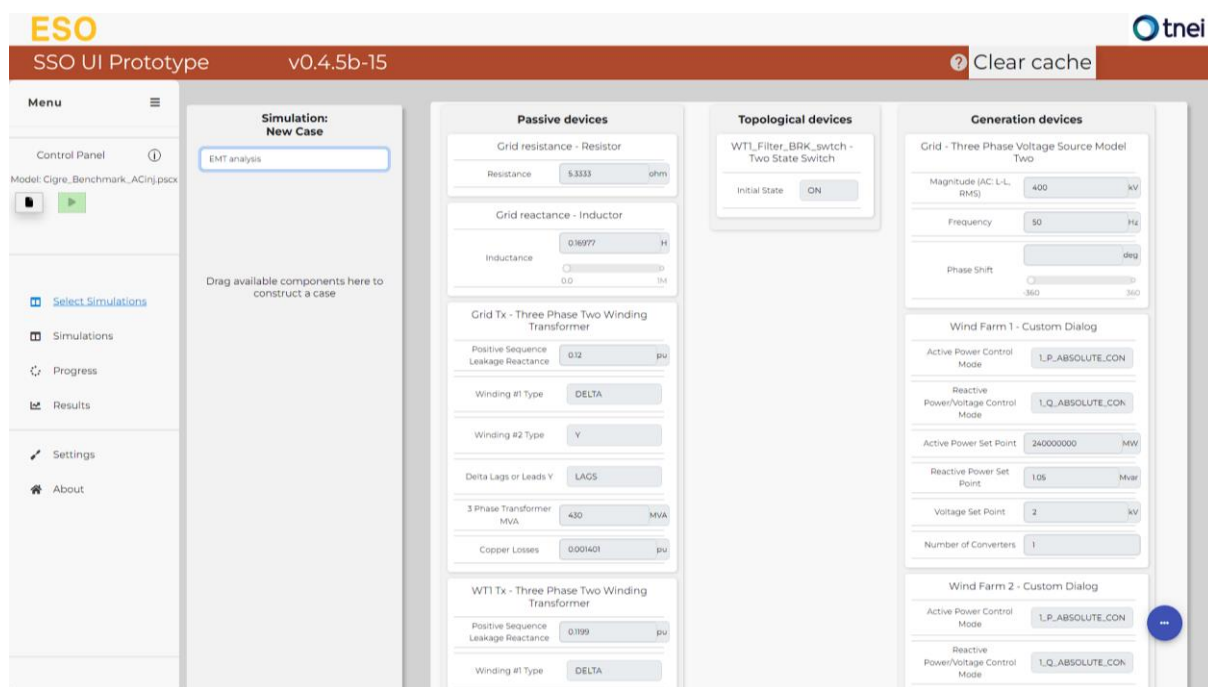 ESO
tnei
SSO UI Prototype
v0.4.5b-15
Clear cache
Menu
Control Panel
Model: Cigre_Benchmark_ACinj.pscx
Select Simulations
Simulations
Progress
Results
Settings
About
Simulation:
New Case
EMT analysis
Drag available components here to
construct a case
Passive devices
Grid resistance - Resistor
Resistance
5.3333
ohm
Grid reactance - Inductor
Inductance
0.16977
H
0.0
1M
Grid Tx - Three Phase Two Winding
Transformer
Positive Sequence
Leakage Reactance
0.12
pu
Winding #1 Type
DELTA
Winding #2 Type
Y
Delta Lags or Leads Y
LAGS
3 Phase Transformer
MVA
430
MVA
Copper Losses
0.001401
pu
WT1 Tx - Three Phase Two Winding
Transformer
Positive Sequence
Leakage Reactance
0.1199
pu
Winding #1 Type
DELTA
Topological devices
WT1_Filter_BRK_swtch -
Two State Switch
Initial State
ON
Generation devices
Grid - Three Phase Voltage Source Model
Two
Magnitude (AC: L-L,
RMS)
400
kV
Frequency
50
Hz
Phase Shift
deg
-360
360
Wind Farm 1 - Custom Dialog
Active Power Control
Mode
1_P_ABSOLUTE_CON
Reactive
Power/Voltage Control
Mode
1_Q_ABSOLUTE_CON
Active Power Set Point
240000000
MW
Reactive Power Set
Point
1.05
Mvar
Voltage Set Point
2
kV
Number of Converters
1
Wind Farm 2 - Custom Dialog
Active Power Control
Mode
1_P_ABSOLUTE_CON
Reactive
Power/Voltage Control
Mode
1_Q_ABSOLUTE_CON